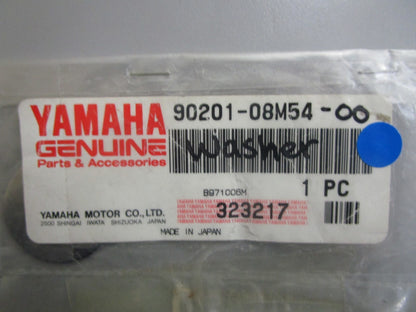 YAMAHA
GENUINE
Parts & Accessories
90201-08M54-00
Washer
B971006M
1 PC
YAMAHA MOTOR CO., LTD.
2500 SHINGAI IWATA SHIZUOKA JAPAN
323217
MADE IN JAPAN